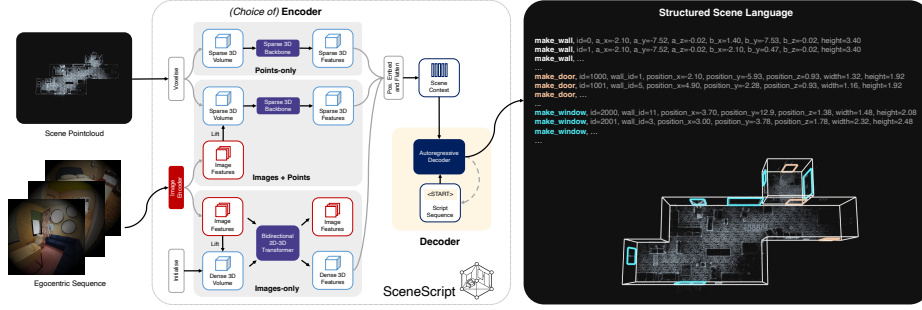 (Choice of) Encoder
Scene Pointcloud
Egocentric Sequence
Voxelise
Image Encoder
Initialise
Sparse 3D Volume
Sparse 3D Backbone
Sparse 3D Features
Points-only
Sparse 3D Volume
Sparse 3D Backbone
Sparse 3D Features
Lift
Image Features
Images + Points
Image Features
Lift
Bidirectional 2D-3D Transformer
Image Features
Dense 3D Volume
Dense 3D Features
Images-only
Pos. Embed and Flatten
Scene Context
Autoregressive Decoder
<START>
Script Sequence
Decoder
SceneScript
Structured Scene Language
make_wall, id=0, a_x=-2.10, a_y=-7.52, a_z=-0.02, b_x=1.40, b_y=-7.53, b_z=-0.02, height=3.40
make_wall, id=1, a_x=-2.10, a_y=-7.52, a_z=-0.02, b_x=-2.10, b_y=0.47, b_z=-0.02, height=3.40
make_wall, ...
...
make_door, id=1000, wall_id=1, position_x=-2.10, position_y=-5.93, position_z=0.93, width=1.32, height=1.92
make_door, id=1001, wall_id=5, position_x=4.90, position_y=-2.28, position_z=0.93, width=1.16, height=1.92
make_door, ...
...
make_window, id=2000, wall_id=11, position_x=-3.70, position_y=12.9, position_z=1.38, width=1.48, height=2.08
make_window, id=2001, wall_id=3, position_x=3.00, position_y=-3.78, position_z=1.78, width=2.32, height=2.48
make_window, ...
...